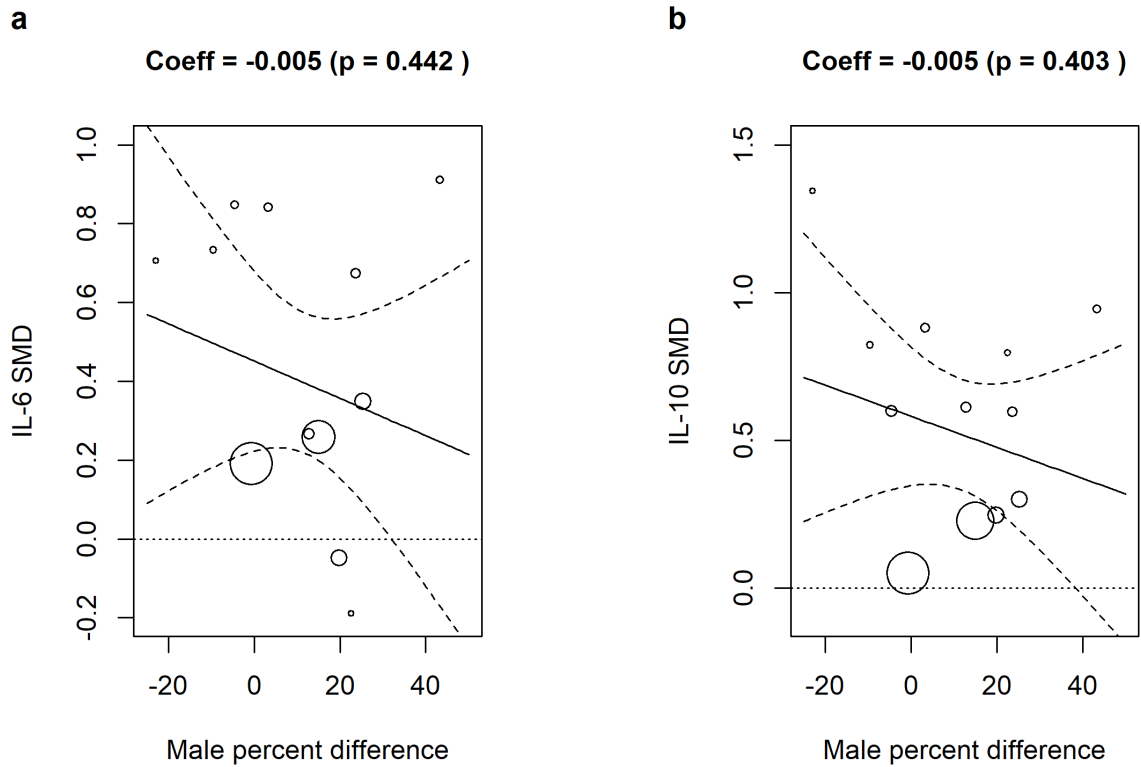 a
Coeff = -0.005 (p = 0.442 )
IL-6 SMD
1.0
0.8
0.6
0.4
0.2
0.0
-0.2
-20 0 20 40
Male percent difference
b
Coeff = -0.005 (p = 0.403 )
IL-10 SMD
1.5
1.0
0.5
0.0
-20 0 20 40
Male percent difference